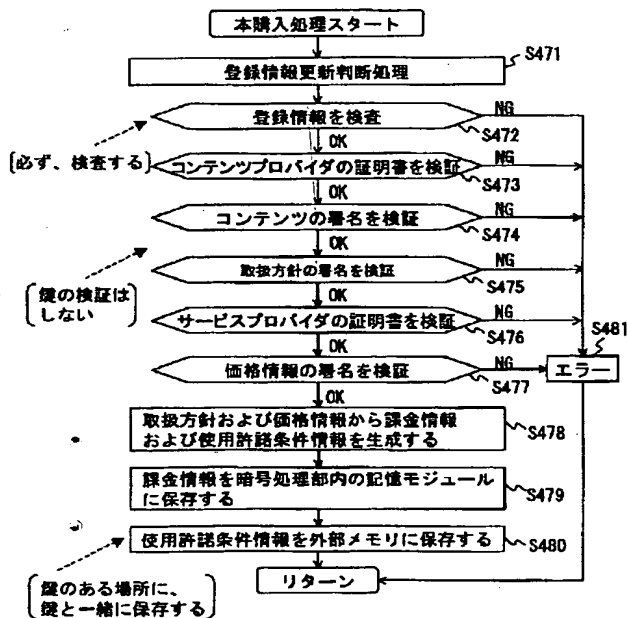 本購入処理スタート
登録情報更新判断処理
S471
登録情報を検査
NG
S472
OK
〔必ず、検査する〕
コンテンツプロバイダの証明書を検証
NG
S473
OK
コンテンツの署名を検証
NG
S474
OK
鍵の検証は
しない
取扱方針の署名を検証
NG
S475
OK
サービスプロバイダの証明書を検証
NG
S476
OK
価格情報の署名を検証
NG
S477
S481
エラー
OK
取扱方針および価格情報から課金情報
および使用許諾条件情報を生成する
S478
課金情報を暗号処理部内の記憶モジュール
に保存する
S479
使用許諾条件情報を外部メモリに保存する
S480
鍵のある場所に、
鍵と一緒に保存する
リターン